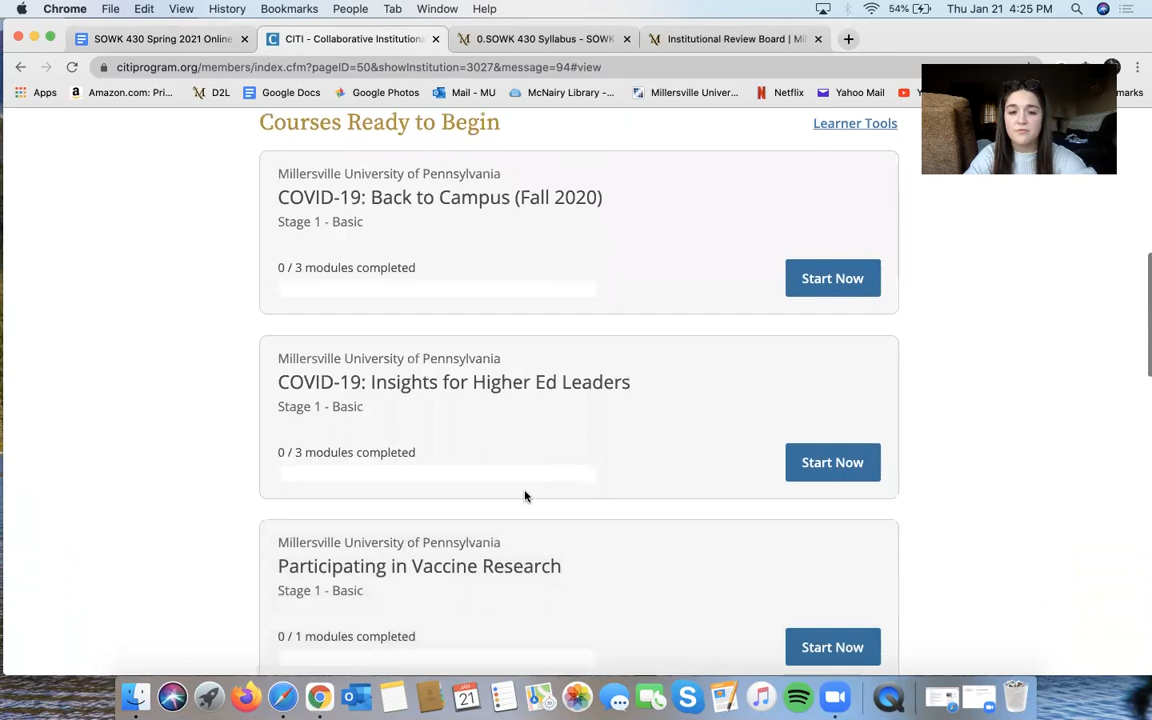 Chrome File Edit View History Bookmarks People Tab Window Help 54% Thu Jan 21 4:25 PM
SOWK 430 Spring 2021 Online CITI - Collaborative Institutiona 0.SOWK 430 Syllabus - SOWK Institutional Review Board | Mil
citiprogram.org/members/index.cfm?pageID=50&showInstitution=3027&message=94#view
Apps Amazon.com: Pri... D2L Google Docs Google Photos Mail - MU McNairy Library -... Millersville Univer... Netflix Yahoo Mail
Courses Ready to Begin
Learner Tools
Millersville University of Pennsylvania
COVID-19: Back to Campus (Fall 2020)
Stage 1 - Basic
0 / 3 modules completed
Start Now
Millersville University of Pennsylvania
COVID-19: Insights for Higher Ed Leaders
Stage 1 - Basic
0 / 3 modules completed
Start Now
Millersville University of Pennsylvania
Participating in Vaccine Research
Stage 1 - Basic
0 / 1 modules completed
Start Now